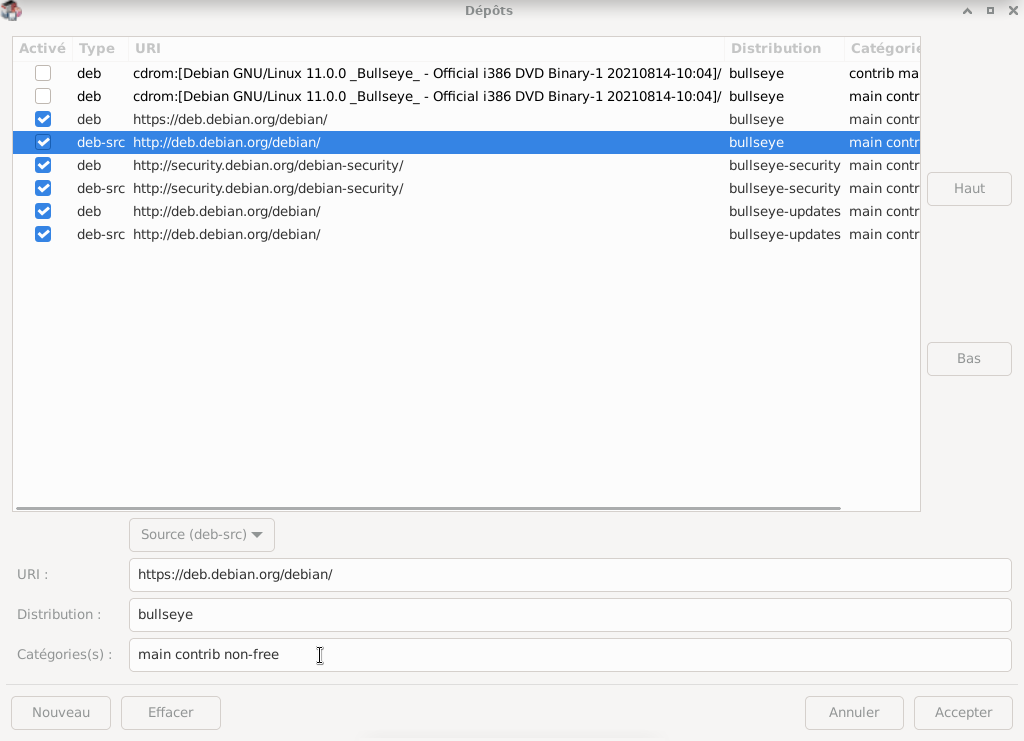 Dépôts
Activé Type URI Distribution Catégorie
deb cdrom:[Debian GNU/Linux 11.0.0 _Bullseye_ - Official i386 DVD Binary-1 20210814-10:04]/ bullseye contrib ma
deb cdrom:[Debian GNU/Linux 11.0.0 _Bullseye_ - Official i386 DVD Binary-1 20210814-10:04]/ bullseye main contr
deb https://deb.debian.org/debian/ bullseye main contr
deb-src http://deb.debian.org/debian/ bullseye main contr
deb http://security.debian.org/debian-security/ bullseye-security main contr
deb-src http://security.debian.org/debian-security/ bullseye-security main contr
deb http://deb.debian.org/debian/ bullseye-updates main contr
deb-src http://deb.debian.org/debian/ bullseye-updates main contr
Haut
Bas
Source (deb-src)
URI : https://deb.debian.org/debian/
Distribution : bullseye
Catégories(s) : main contrib non-free
Nouveau Effacer Annuler Accepter